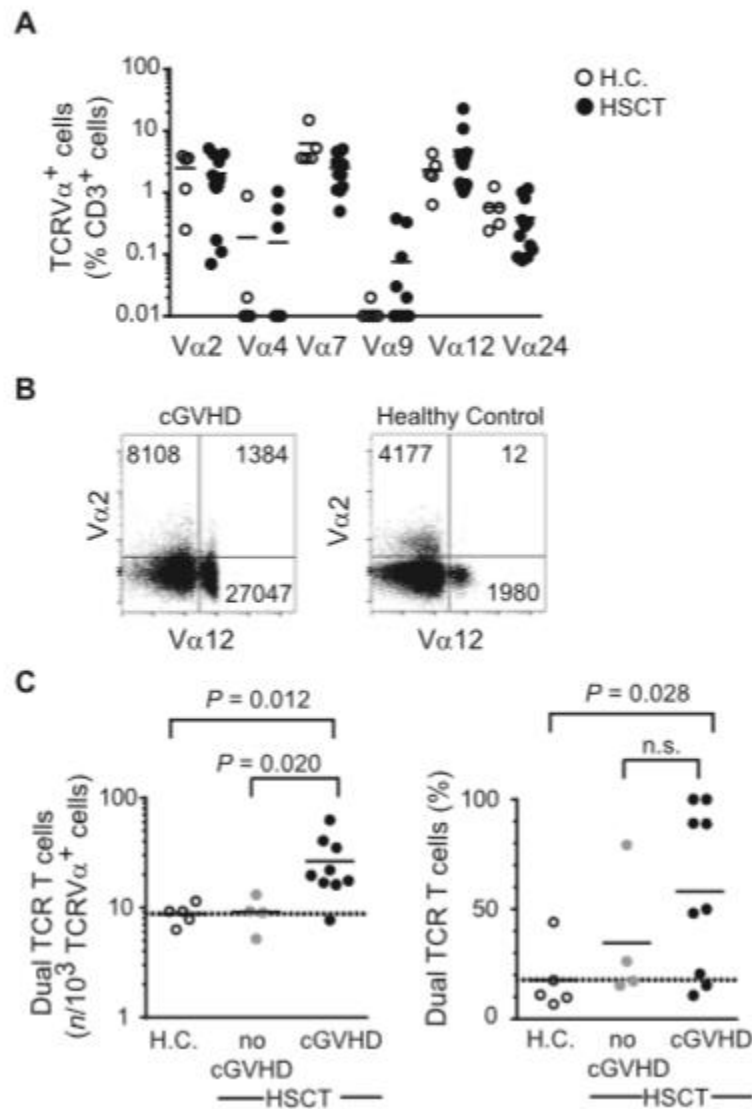 A
TCRVα⁺ cells
(% CD3⁺ cells)
100
10
1
0.1
0.01
H.C.
HSCT
Vα2 Vα4 Vα7 Vα9 Vα12 Vα24
B
cGVHD
Healthy Control
8108 1384
27047
4177 12
1980
Vα2
Vα12
Vα2
Vα12
C
P = 0.012
P = 0.020
Dual TCR T cells
(n/10³ TCRVα⁺ cells)
100
10
1
H.C. no cGVHD
cGVHD
HSCT
P = 0.028
n.s.
Dual TCR T cells (%)
100
50
0
H.C. no cGVHD
cGVHD
HSCT